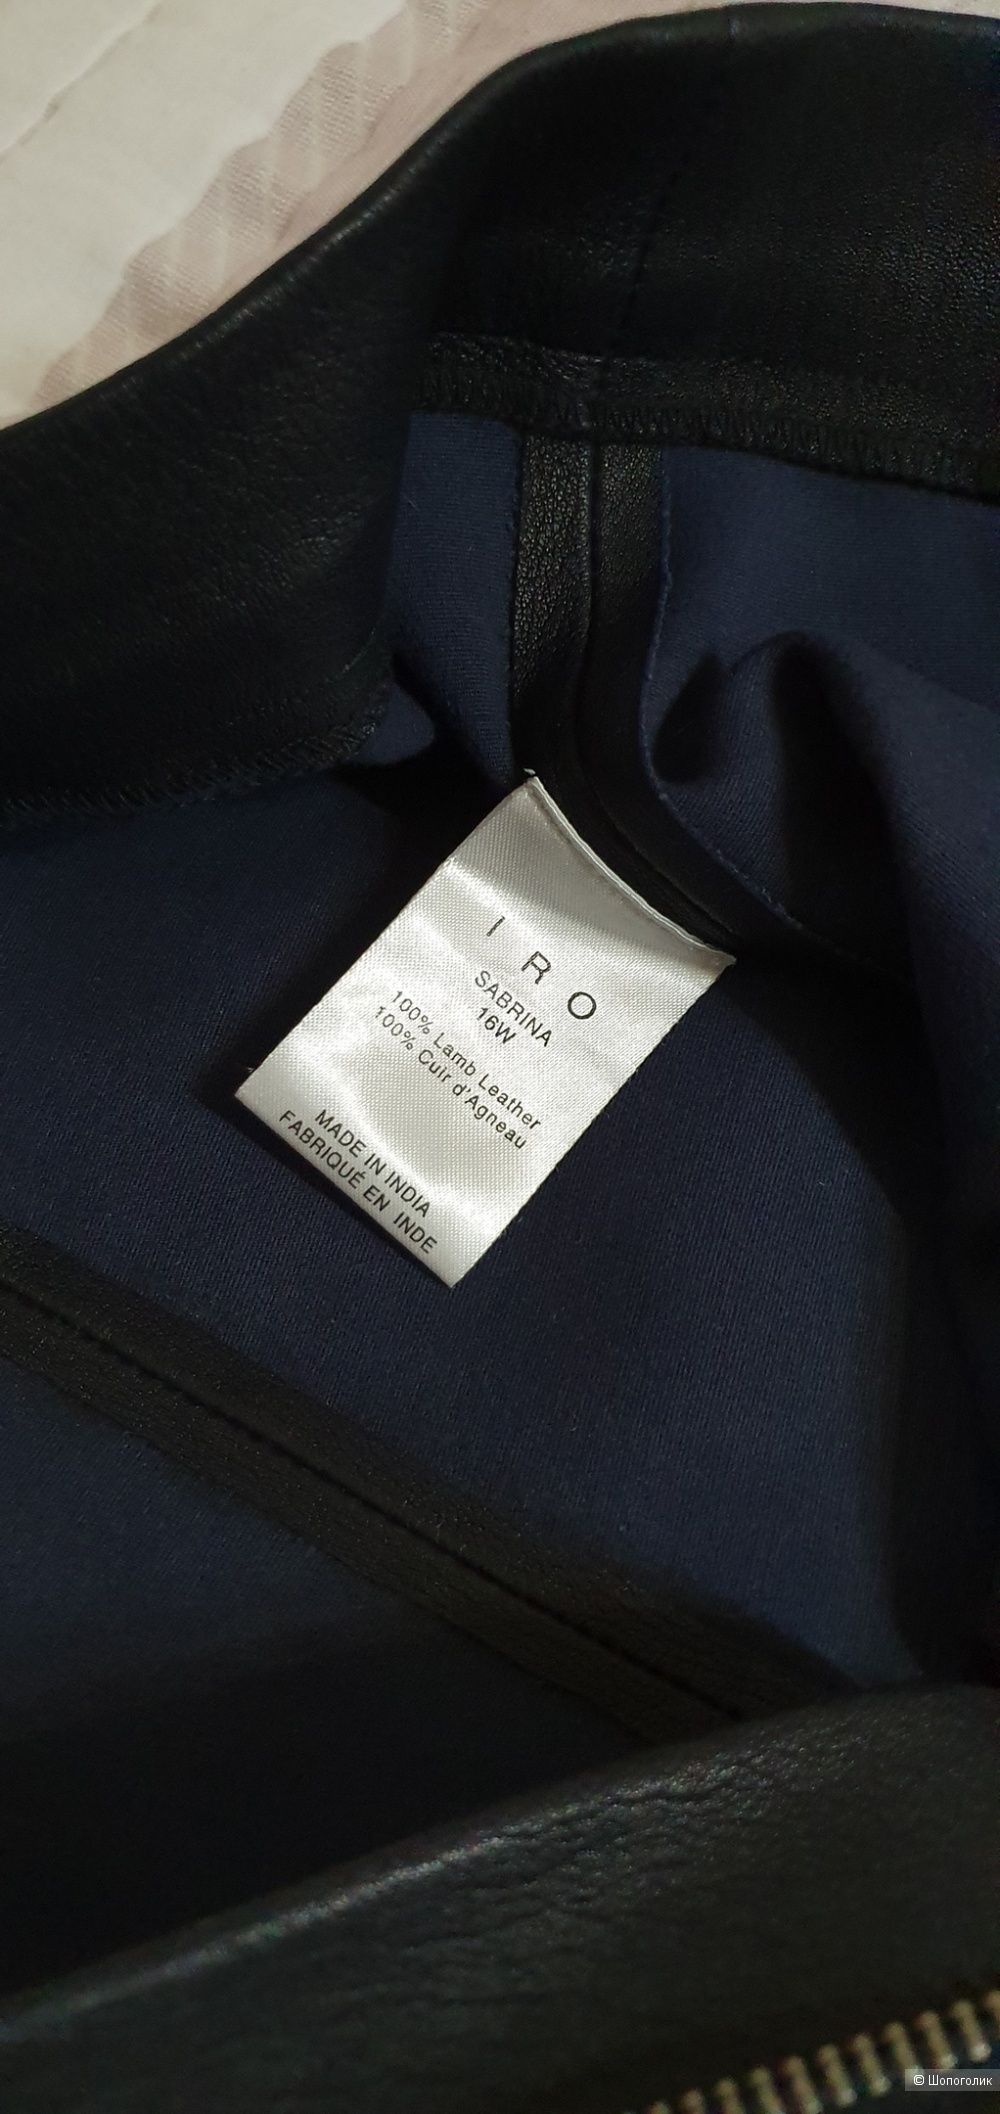 IRO
SABRINA
16W
100% Lamb Leather
100% Cuir d'Agneau
MADE IN INDIA
FABRIQUÉ EN INDE
© Шопоголик